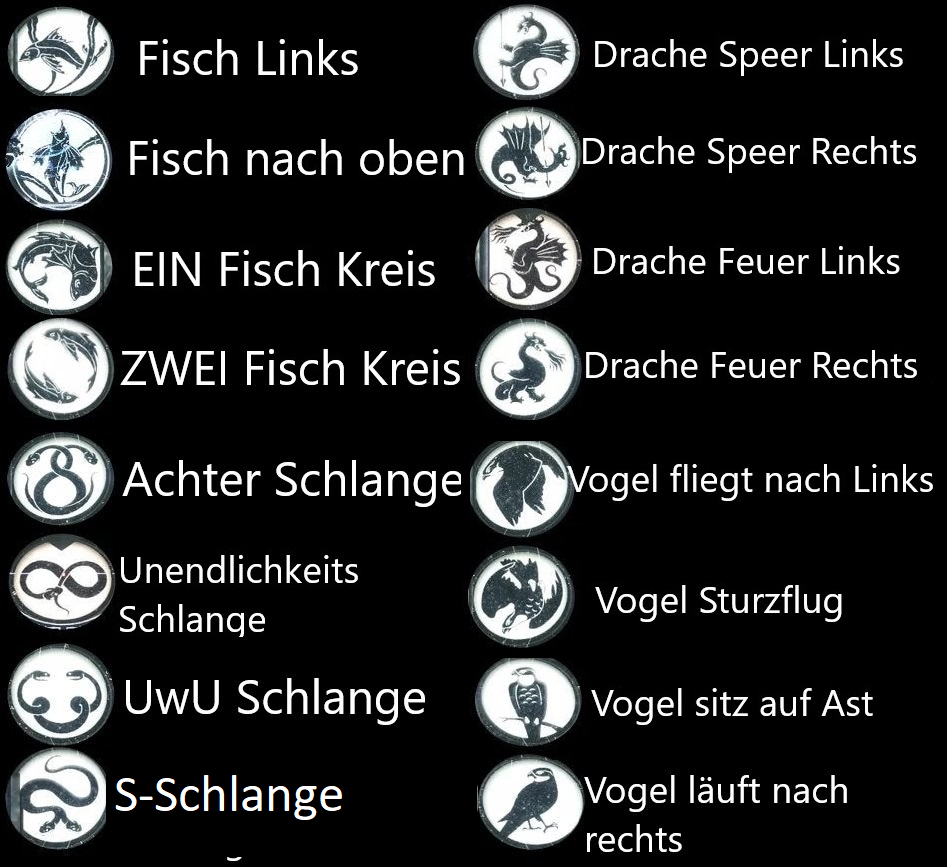 Fisch Links
Fisch nach oben
EIN Fisch Kreis
ZWEI Fisch Kreis
Achter Schlange
Unendlichkeits
Schlange
UwU Schlange
S-Schlange
Drache Speer Links
Drache Speer Rechts
Drache Feuer Links
Drache Feuer Rechts
Vogel fliegt nach Links
Vogel Sturzflug
Vogel sitz auf Ast
Vogel läuft nach
rechts